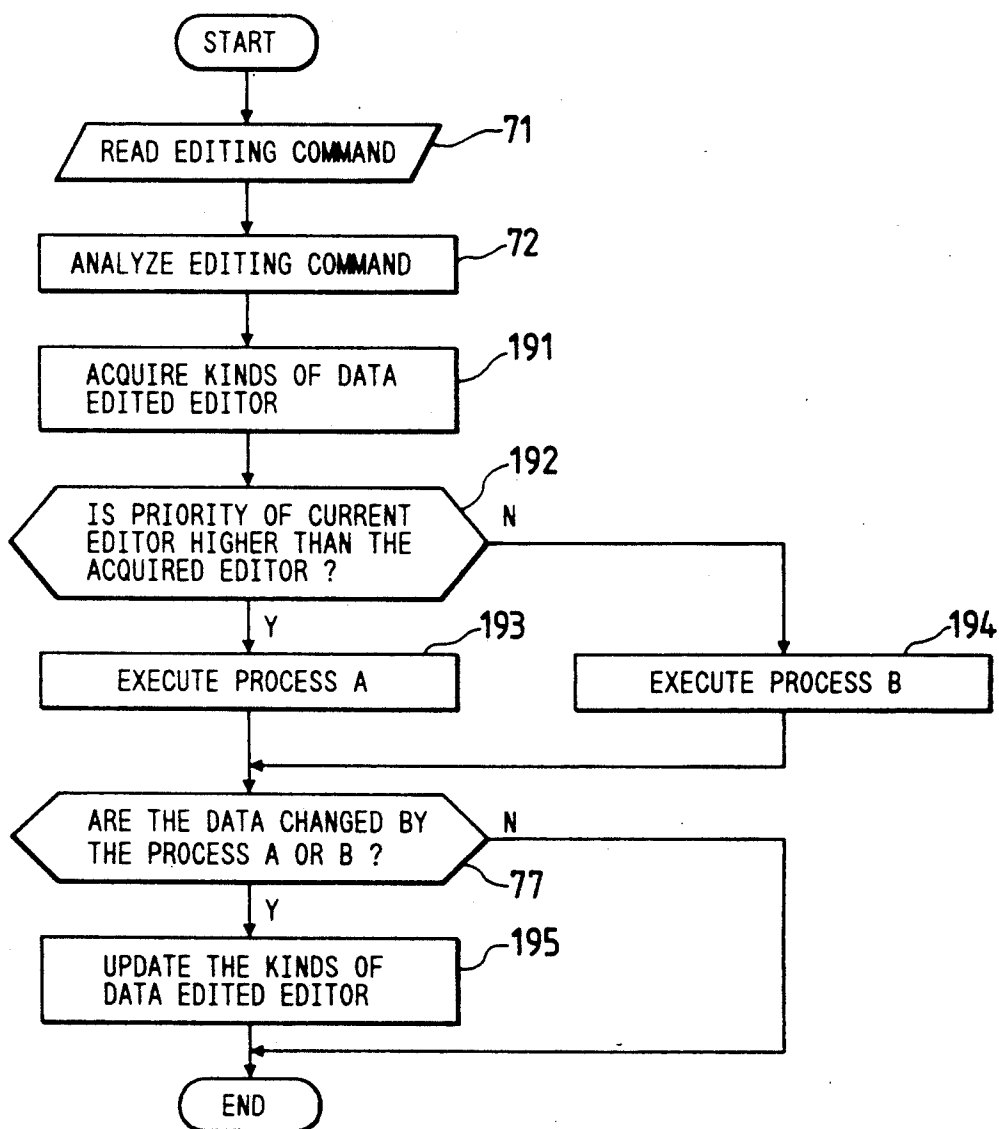 START
READ EDITING COMMAND
71
ANALYZE EDITING COMMAND
72
ACQUIRE KINDS OF DATA
EDITED EDITOR
191
IS PRIORITY OF CURRENT
EDITOR HIGHER THAN THE
ACQUIRED EDITOR ?
192
N
Y
EXECUTE PROCESS A
193
EXECUTE PROCESS B
194
ARE THE DATA CHANGED BY
THE PROCESS A OR B ?
N
77
Y
UPDATE THE KINDS OF
DATA EDITED EDITOR
195
END